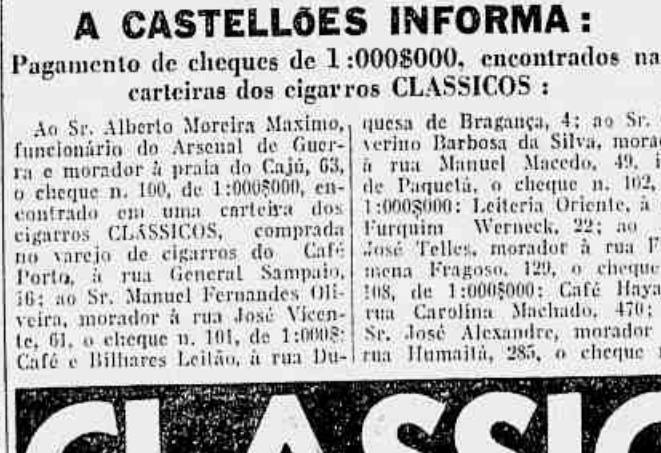 A CASTELLÕES INFORMA :
Pagamento de cheques de 1:000$000, encontrados na
carteiras dos cigarros CLASSICOS :
Ao Sr. Alberto Moreira Maximo,
funcionário do Arsenal de Guer-
ra e morador à praia do Cajú, 63,
o cheque n. 100, de 1:000$000, en-
contrado em uma carteira dos
cigarros CLÁSSICOS, comprada
no varejo de cigarros do Café
Porto, à rua General Sampaio,
16; ao Sr. Manuel Fernandes Oli-
veira, morador à rua José Vicen-
te, 61, o cheque n. 101, de 1:000$:
Café e Bilhares Leilão, à rua Du-
quesa de Bragança, 4; ao Sr.
verino Barbosa da Silva, mora
à rua Manuel Macedo, 49, i
de Paquetá, o cheque n. 102,
1:000$000: Leiteria Oriente, à
Furquim Werneck, 22; ao
José Telles, morador à rua F
mena Fragoso, 129, o cheque
108, de 1:000$000: Café Haya
rua Carolina Machado, 470;
Sr. José Alexandre, morador
rua Humaitá, 285, o cheque
CLASSIC